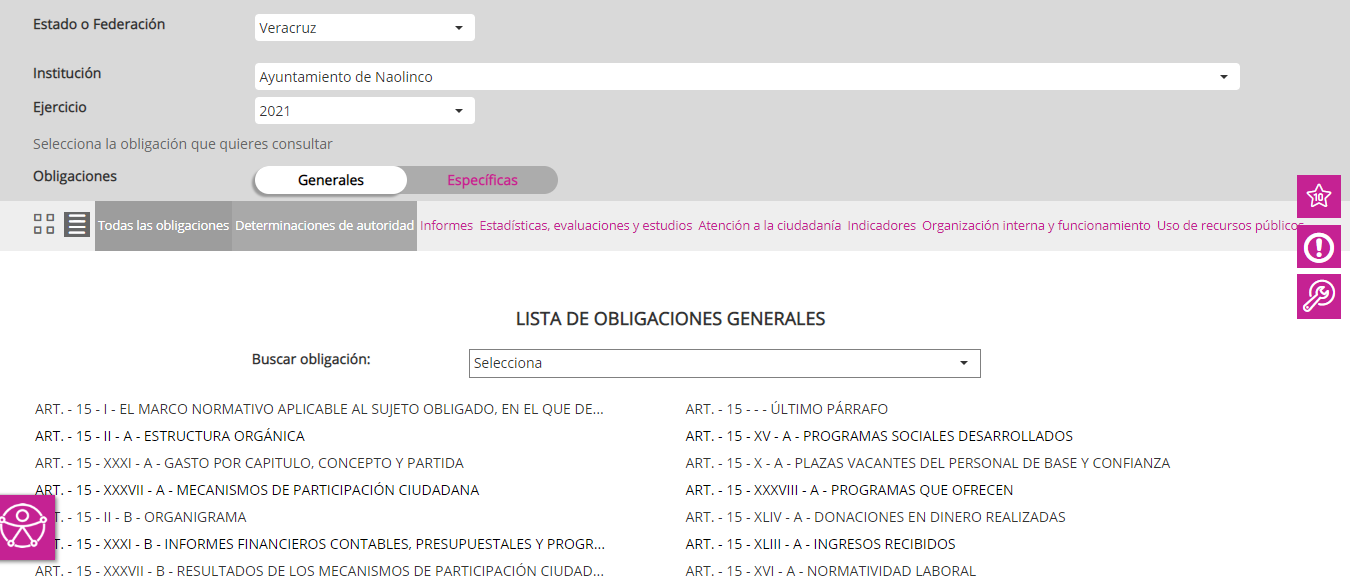 Estado o Federación
Veracruz
Institución
Ayuntamiento de Naolinco
Ejercicio
2021
Selecciona la obligación que quieres consultar
Obligaciones
Generales
Específicas
Todas las obligaciones Determinaciones de autoridad Informes Estadísticas, evaluaciones y estudios Atención a la ciudadanía Indicadores Organización interna y funcionamiento Uso de recursos públicos
10
LISTA DE OBLIGACIONES GENERALES
Buscar obligación:
Selecciona
ART. - 15 - I - EL MARCO NORMATIVO APLICABLE AL SUJETO OBLIGADO, EN EL QUE DE...
ART. - 15 - - - ÚLTIMO PÁRRAFO
ART. - 15 - II - A - ESTRUCTURA ORGÁNICA
ART. - 15 - XV - A - PROGRAMAS SOCIALES DESARROLLADOS
ART. - 15 - XXXI - A - GASTO POR CAPITULO, CONCEPTO Y PARTIDA
ART. - 15 - X - A - PLAZAS VACANTES DEL PERSONAL DE BASE Y CONFIANZA
ART. - 15 - XXXVII - A - MECANISMOS DE PARTICIPACIÓN CIUDADANA
ART. - 15 - XXXVIII - A - PROGRAMAS QUE OFRECEN
T. - 15 - II - B - ORGANIGRAMA
ART. - 15 - XLIV - A - DONACIONES EN DINERO REALIZADAS
T. - 15 - XXXI - B - INFORMES FINANCIEROS CONTABLES, PRESUPUESTALES Y PROGR...
ART. - 15 - XLIII - A - INGRESOS RECIBIDOS
ART. - 15 - XXXVII - B - RESULTADOS DE LOS MECANISMOS DE PARTICIPACIÓN CIUDAD...
ART. - 15 - XVI - A - NORMATIVIDAD LABORAL